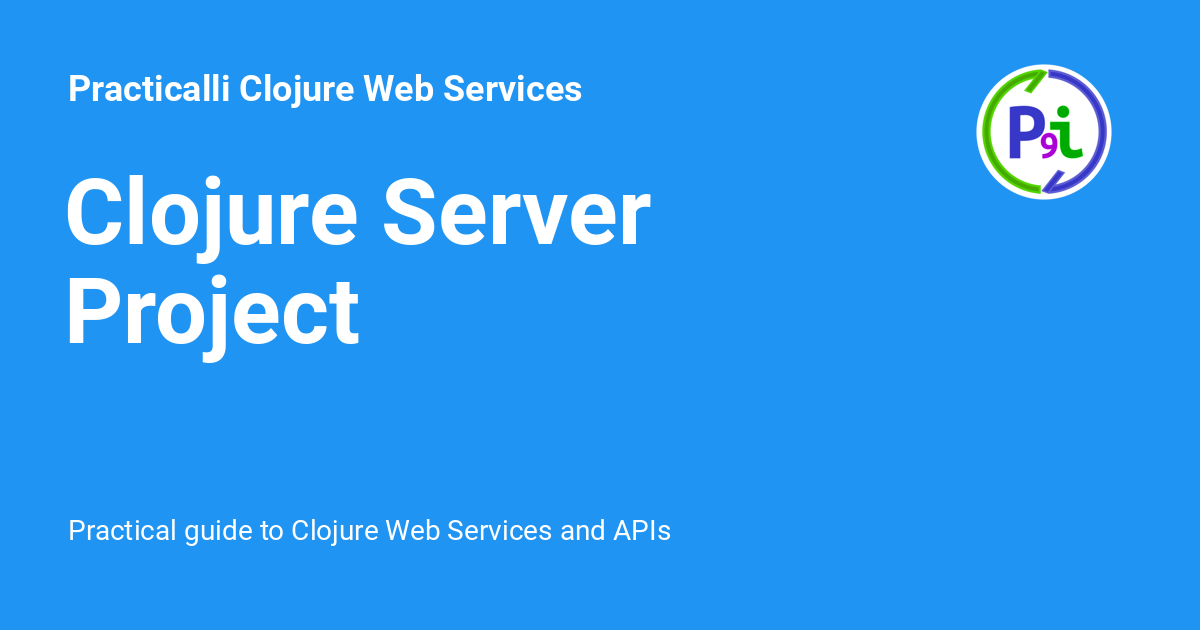 Practicalli Clojure Web Services
P9i
Clojure Server
Project
Practical guide to Clojure Web Services and APIs